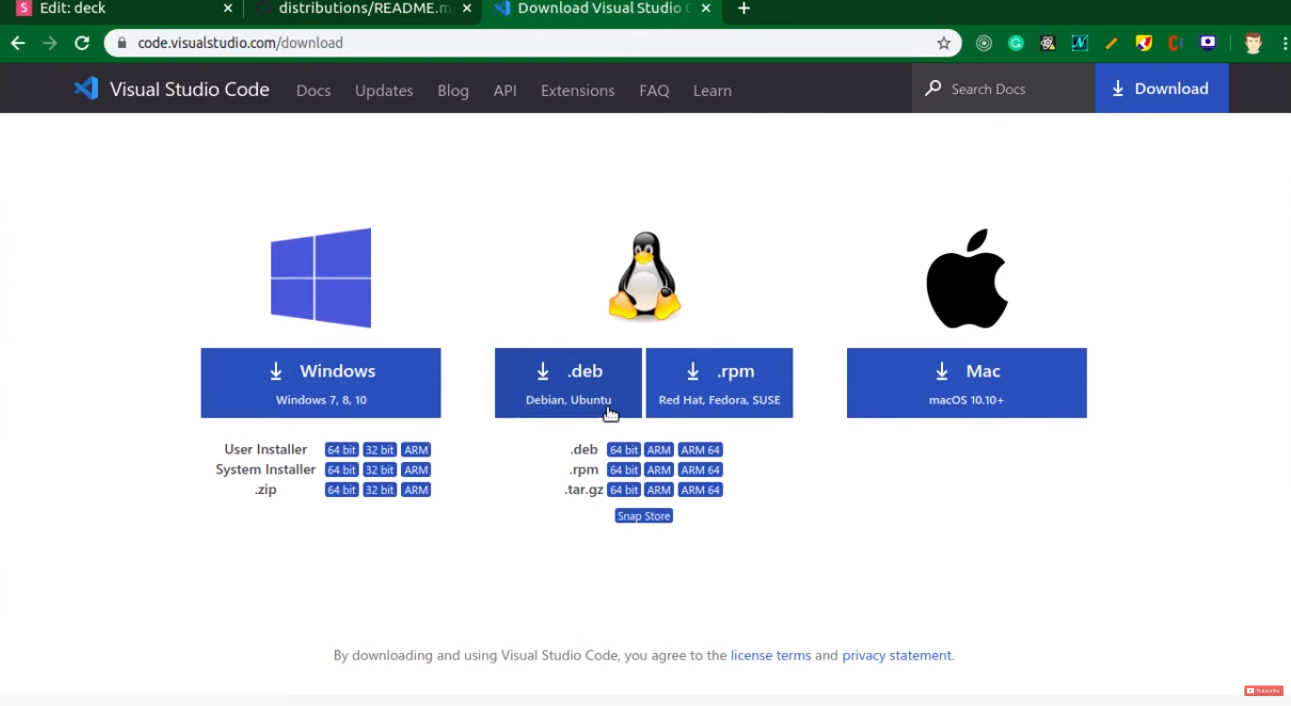 S Edit: deck
distributions/README.m
Download Visual Studio C
code.visualstudio.com/download
Visual Studio Code
Docs
Updates
Blog
API
Extensions
FAQ
Learn
Search Docs
Download
Windows
Windows 7, 8, 10
.deb
Debian, Ubuntu
.rpm
Red Hat, Fedora, SUSE
Mac
macOS 10.10+
User Installer 64 bit 32 bit ARM
System Installer 64 bit 32 bit ARM
.zip 64 bit 32 bit ARM
.deb 64 bit ARM ARM 64
.rpm 64 bit ARM ARM 64
.tar.gz 64 bit ARM ARM 64
Snap Store
By downloading and using Visual Studio Code, you agree to the license terms and privacy statement.
Subscribe